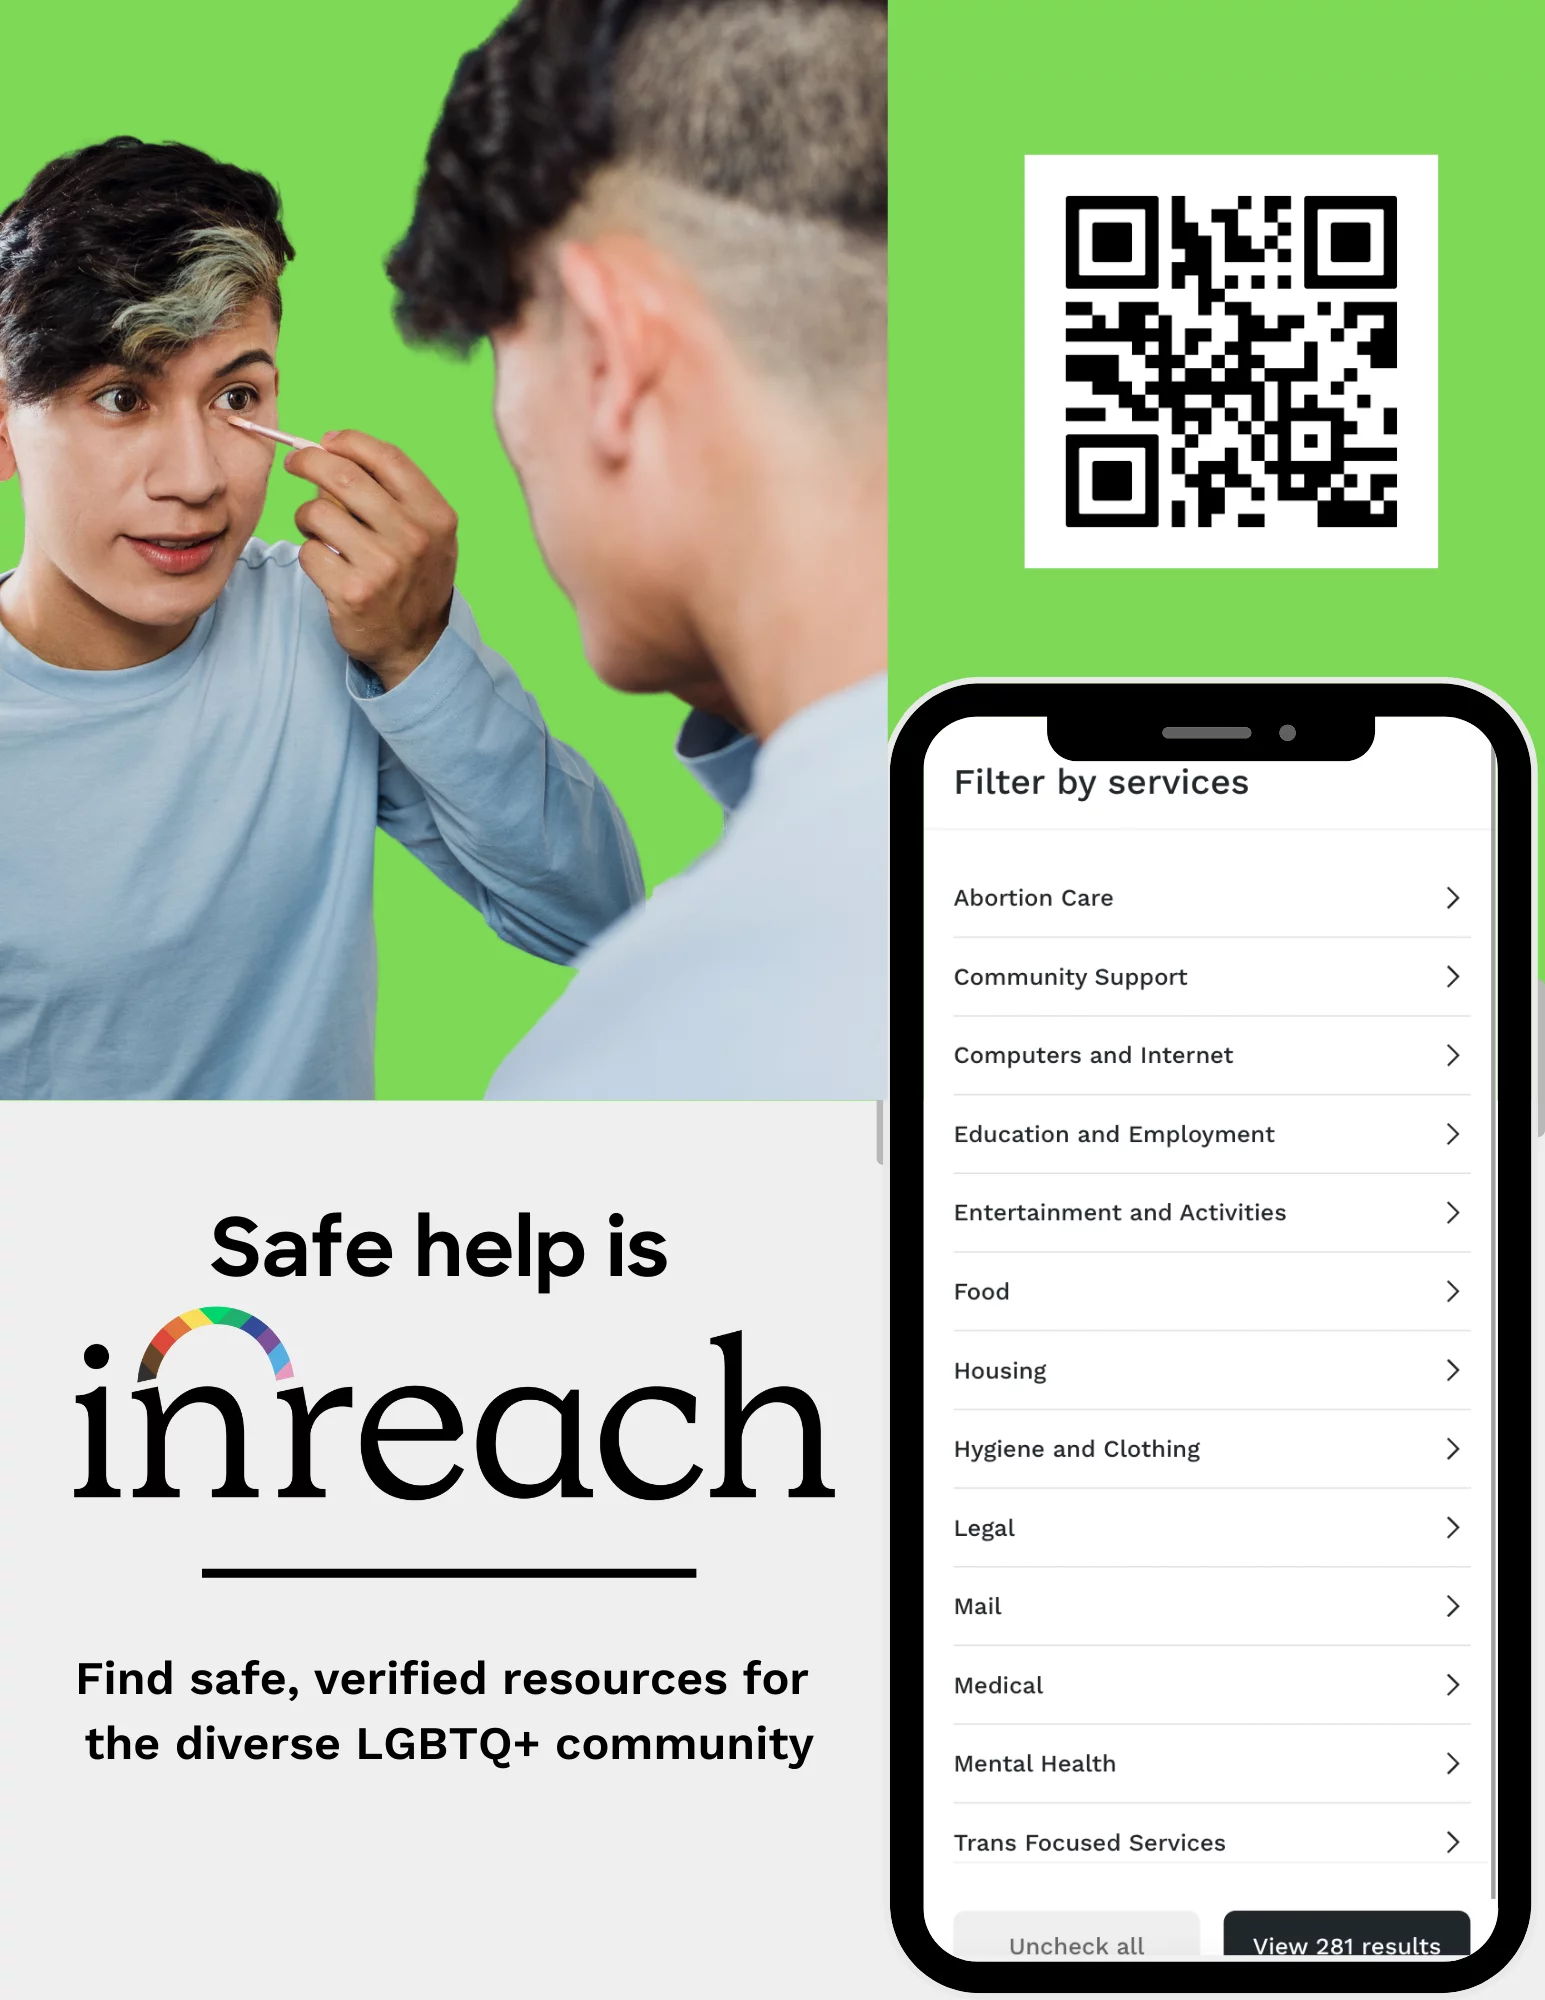 Safe help is
inreach
Find safe, verified resources for
the diverse LGBTQ+ community
Filter by services
Abortion Care
Community Support
Computers and Internet
Education and Employment
Entertainment and Activities
Food
Housing
Hygiene and Clothing
Legal
Mail
Medical
Mental Health
Trans Focused Services
Uncheck all
View 281 results